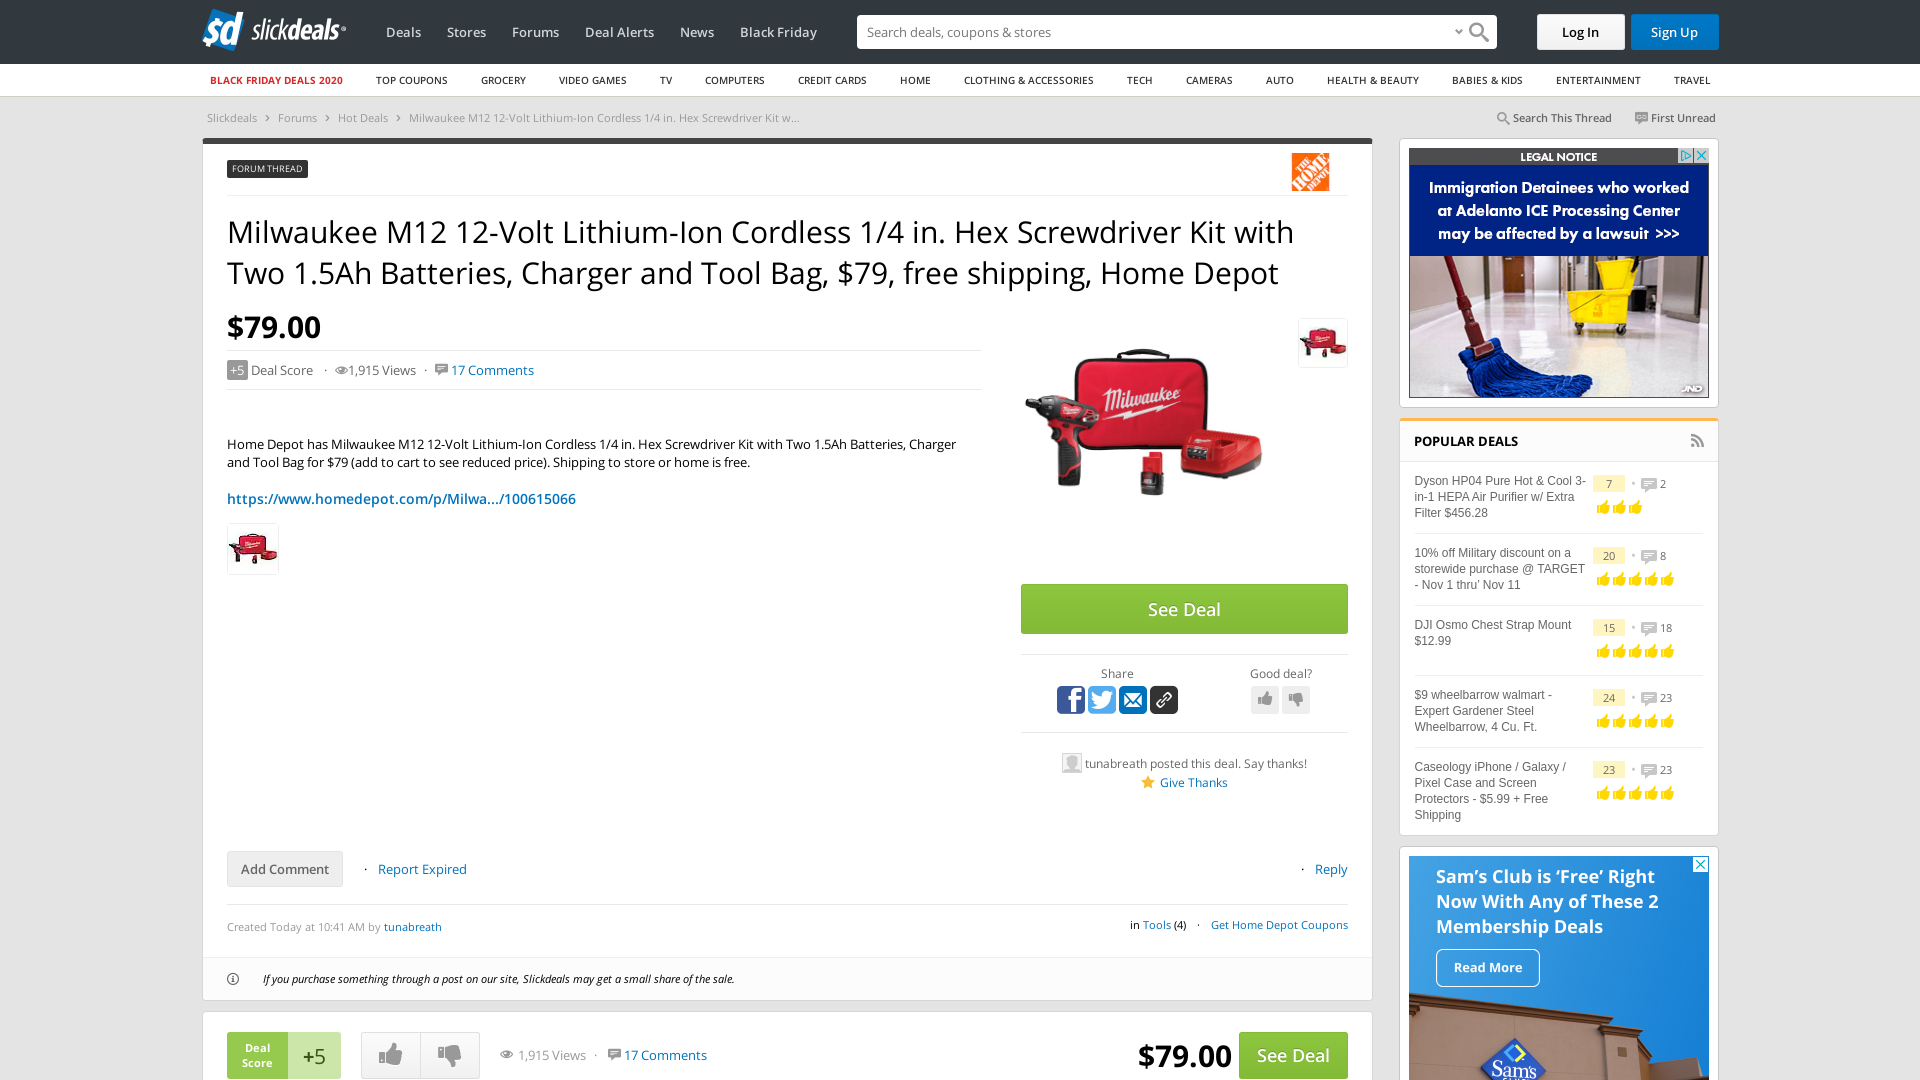 slickdeals
Deals
Stores
Forums
Deal Alerts
News
Black Friday
Search deals, coupons & stores
Log In
Sign Up
BLACK FRIDAY DEALS 2020
TOP COUPONS
GROCERY
VIDEO GAMES
TV
COMPUTERS
CREDIT CARDS
HOME
CLOTHING & ACCESSORIES
TECH
CAMERAS
AUTO
HEALTH & BEAUTY
BABIES & KIDS
ENTERTAINMENT
TRAVEL
Slickdeals › Forums › Hot Deals › Milwaukee M12 12-Volt Lithium-Ion Cordless 1/4 in. Hex Screwdriver Kit w...
Search This Thread
First Unread
FORUM THREAD
THE HOME DEPOT
Milwaukee M12 12-Volt Lithium-Ion Cordless 1/4 in. Hex Screwdriver Kit with
Two 1.5Ah Batteries, Charger and Tool Bag, $79, free shipping, Home Depot
$79.00
+5 Deal Score · 1,915 Views · 17 Comments
Home Depot has Milwaukee M12 12-Volt Lithium-Ion Cordless 1/4 in. Hex Screwdriver Kit with Two 1.5Ah Batteries, Charger
and Tool Bag for $79 (add to cart to see reduced price). Shipping to store or home is free.
https://www.homedepot.com/p/Milwa.../100615066
Milwaukee
See Deal
Share
Good deal?
tunabreath posted this deal. Say thanks!
Give Thanks
Add Comment
· Report Expired
· Reply
Created Today at 10:41 AM by tunabreath
in Tools (4) · Get Home Depot Coupons
If you purchase something through a post on our site, Slickdeals may get a small share of the sale.
Deal
Score
+5
1,915 Views · 17 Comments
$79.00
See Deal
LEGAL NOTICE
Immigration Detainees who worked
at Adelanto ICE Processing Center
may be affected by a lawsuit >>>
JND
POPULAR DEALS
Dyson HP04 Pure Hot & Cool 3-
in-1 HEPA Air Purifier w/ Extra
Filter $456.28
7 · 2
10% off Military discount on a
storewide purchase @ TARGET
- Nov 1 thru' Nov 11
20 · 8
DJI Osmo Chest Strap Mount
$12.99
15 · 18
$9 wheelbarrow walmart -
Expert Gardener Steel
Wheelbarrow, 4 Cu. Ft.
24 · 23
Caseology iPhone / Galaxy /
Pixel Case and Screen
Protectors - $5.99 + Free
Shipping
23 · 23
Sam's Club is 'Free' Right
Now With Any of These 2
Membership Deals
Read More
Sam's